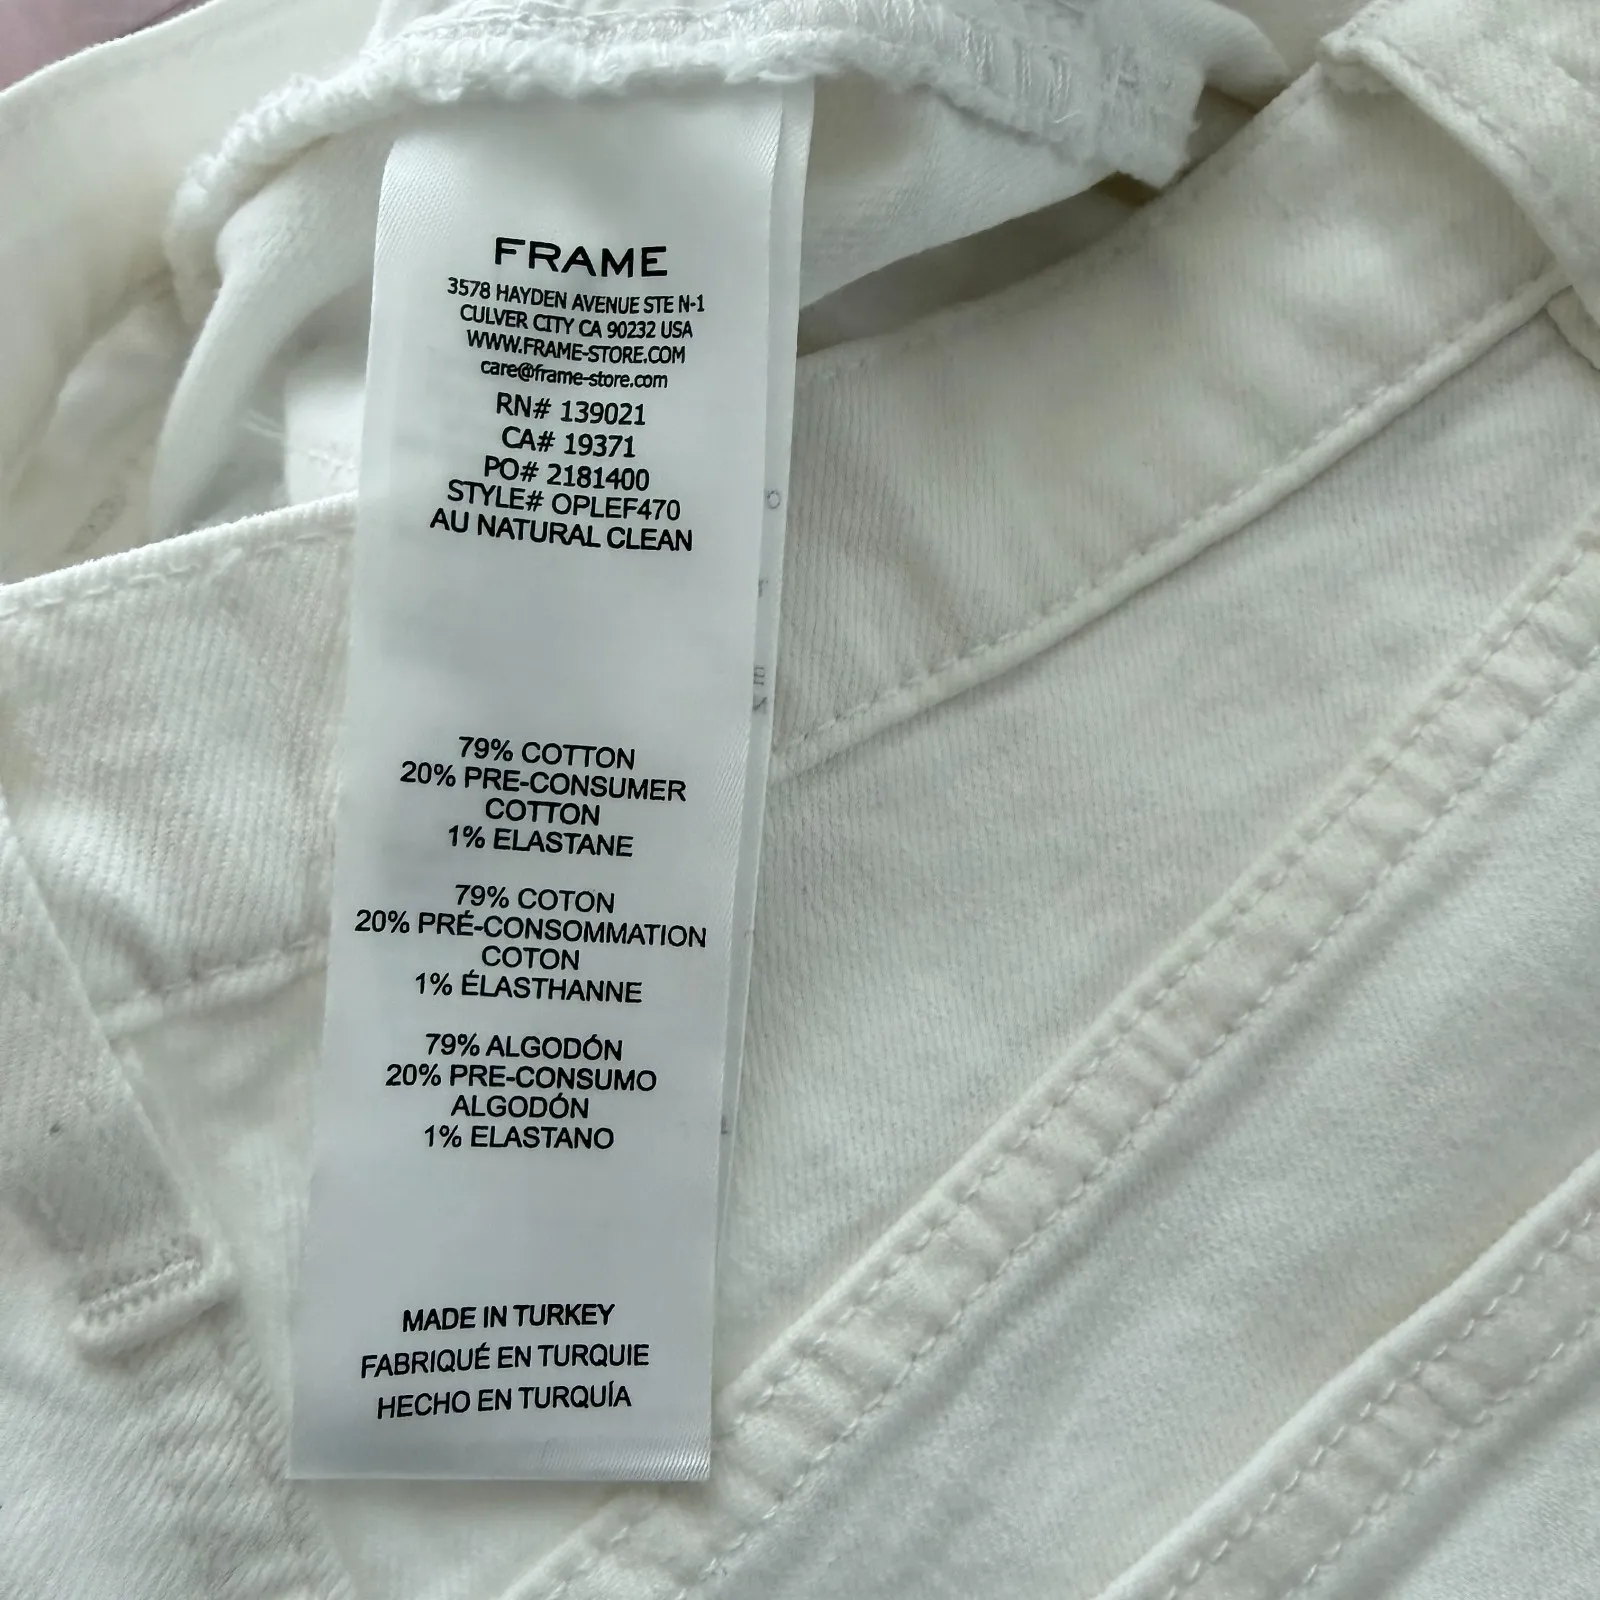 FRAME
3578 HAYDEN AVENUE STE N-1
CULVER CITY CA 90232 USA
WWW.FRAME-STORE.COM
care@frame-store.com
RN# 139021
CA# 19371
PO# 2181400
STYLE# OPLEF470
AU NATURAL CLEAN
79% COTTON
20% PRE-CONSUMER
COTTON
1% ELASTANE
79% COTON
20% PRÉ-CONSOMMATION
COTON
1% ÉLASTHANNE
79% ALGODÓN
20% PRE-CONSUMO
ALGODÓN
1% ELASTANO
MADE IN TURKEY
FABRIQUÉ EN TURQUIE
HECHO EN TURQUÍA